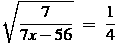 √(7/(7x−56)) = 1/4